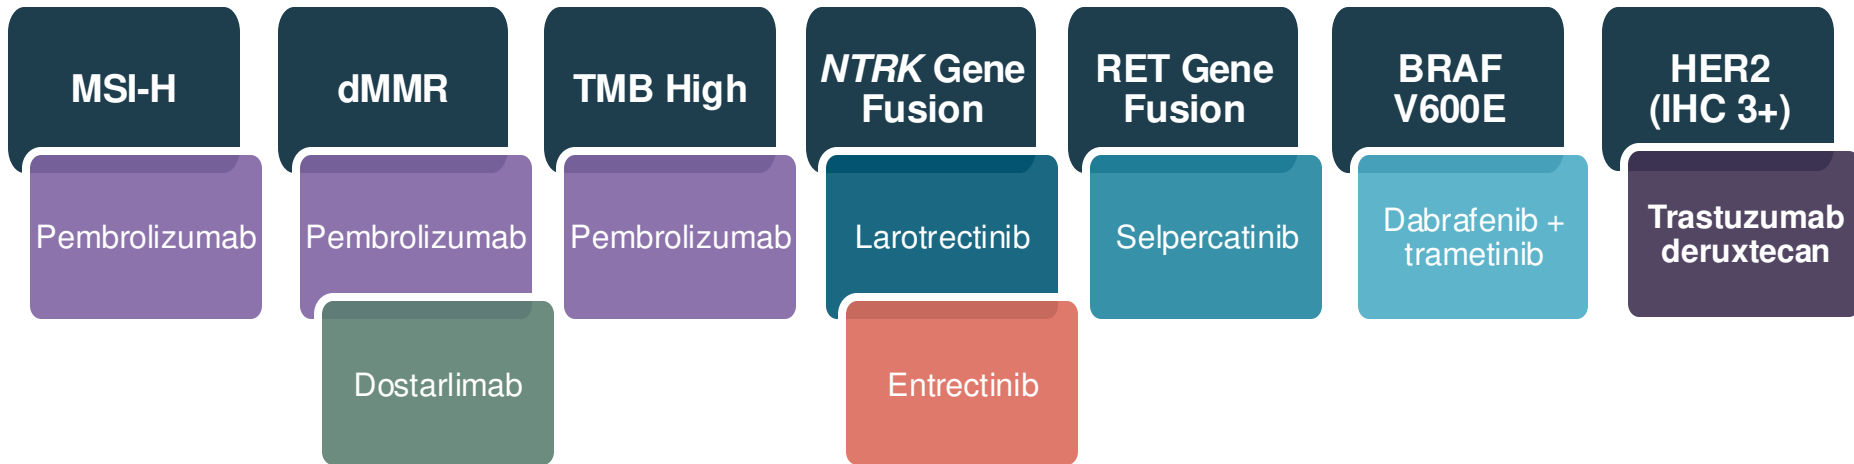 MSI-H
Pembrolizumab
dMMR
Pembrolizumab
Dostarlimab
TMB High
Pembrolizumab
NTRK Gene
Fusion
Larotrectinib
Entrectinib
RET Gene
Fusion
Selpercatinib
BRAF
V600E
Dabrafenib +
trametinib
HER2
(IHC 3+)
Trastuzumab
deruxtecan